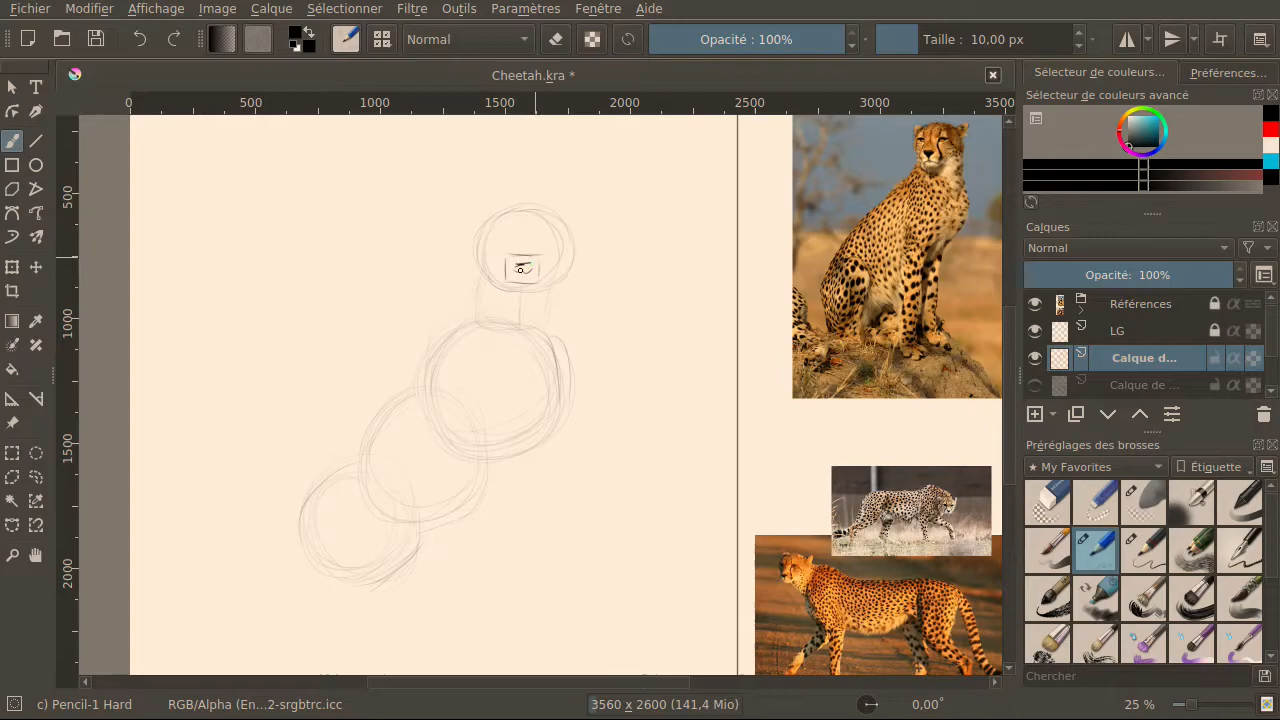 Fichier Modifier Affichage Image Calque Sélectionner Filtre Outils Paramètres Fenêtre Aide
Normal Opacité : 100% Taille : 10,00 px
Cheetah.kra *
Sélecteur de couleurs... Préférences...
Sélecteur de couleurs avancé
0 500 1000 1500 2000 2500 3000 3500
500
1000
1500
2000
Calques
Normal
Opacité: 100%
Références
LG
Calque d...
Calque de ...
Préréglages des brosses
★ My Favorites Étiquette
Chercher
c) Pencil-1 Hard RGB/Alpha (En...2-srgbtrc.icc 3560 x 2600 (141,4 Mio) 0,00° 25 %